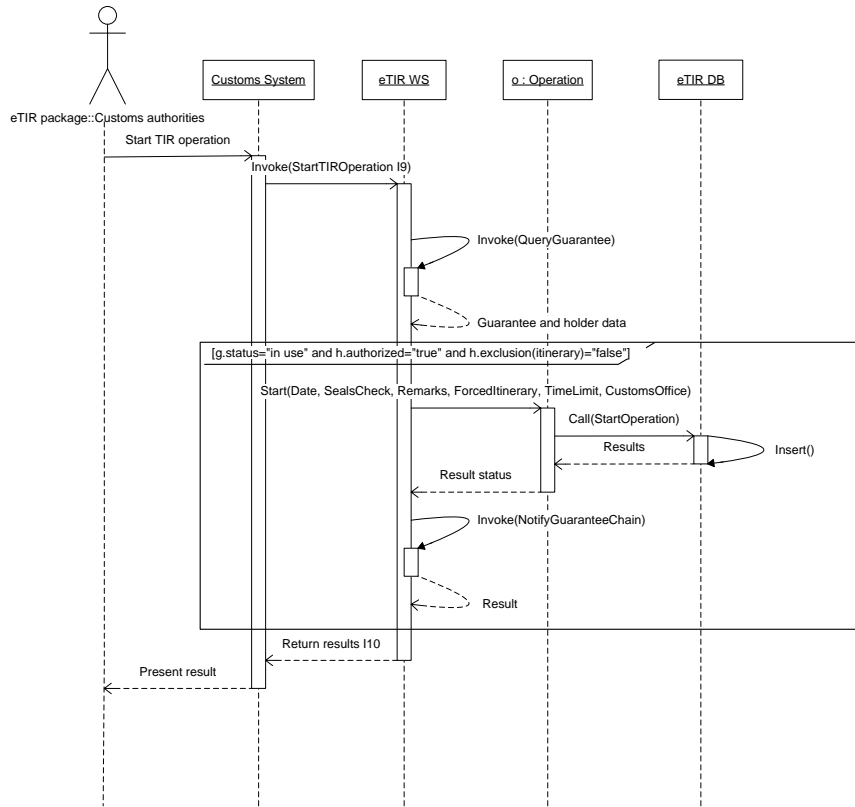 Customs System
eTIR WS
o : Operation
eTIR DB
eTIR package::Customs authorities
Start TIR operation
Invoke(StartTIROperation I9)
Invoke(QueryGuarantee)
Guarantee and holder data
[g.status="in use" and h.authorized="true" and h.exclusion(itinerary)="false"]
Start(Date, SealsCheck, Remarks, ForcedItinerary, TimeLimit, CustomsOffice)
Call(StartOperation)
Results
Insert()
Result status
Invoke(NotifyGuaranteeChain)
Result
Return results I10
Present result